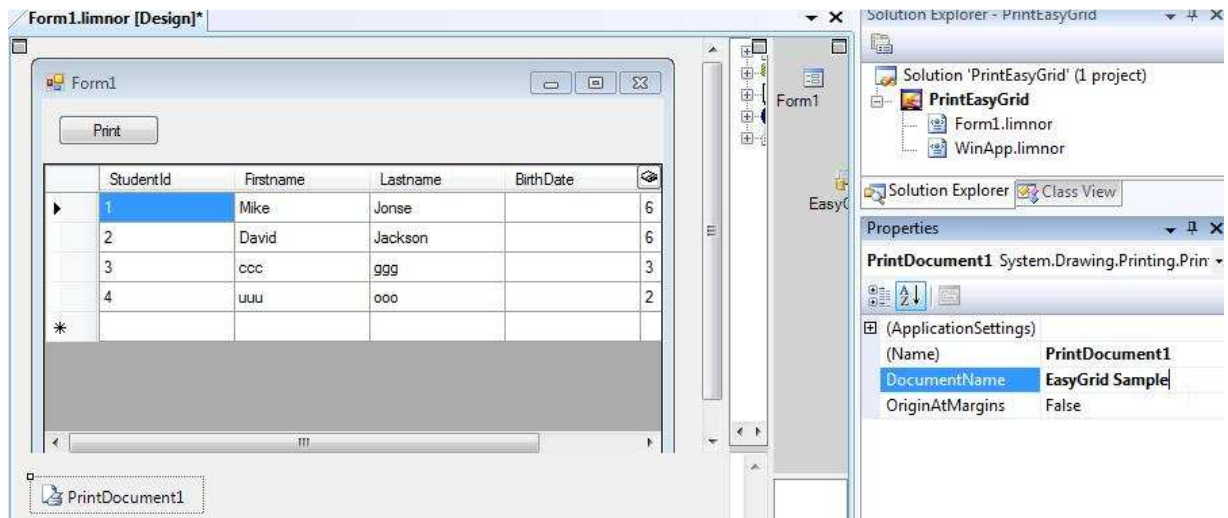 Form1.limnor [Design]*
Form1
Print
StudentId Firstname Lastname BirthDate
1 Mike Jonse 6
2 David Jackson 6
3 ccc ggg 3
4 uuu ooo 2
PrintDocument1
Form1
Solution Explorer - PrintEasyGrid
Solution 'PrintEasyGrid' (1 project)
PrintEasyGrid
Form1.limnor
WinApp.limnor
Solution Explorer Class View
Properties
PrintDocument1 System.Drawing.Printing.Prin
(ApplicationSettings)
(Name) PrintDocument1
DocumentName EasyGrid Sample
OriginAtMargins False